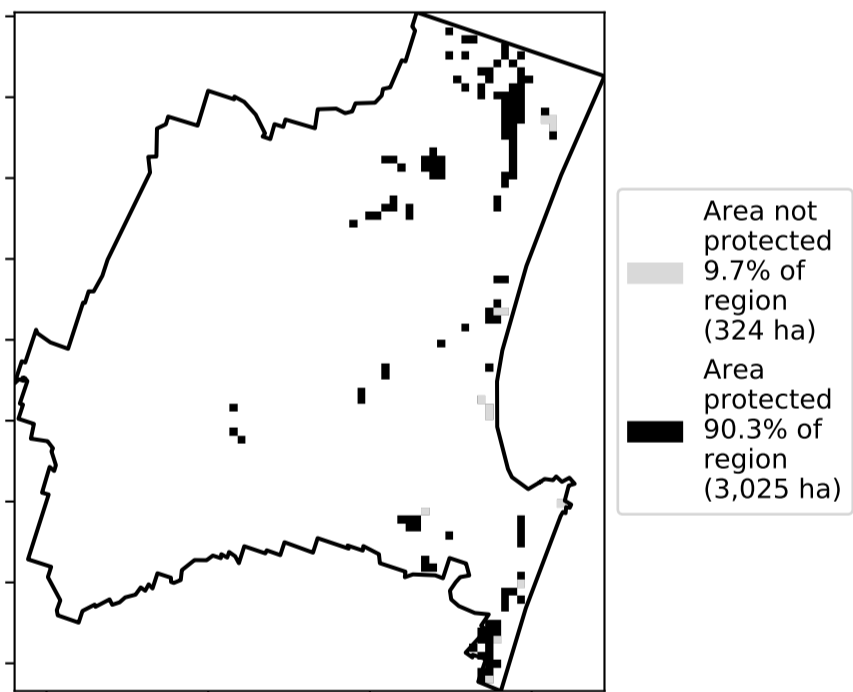 Area not
protected
9.7% of
region
(324 ha)
Area
protected
90.3% of
region
(3,025 ha)